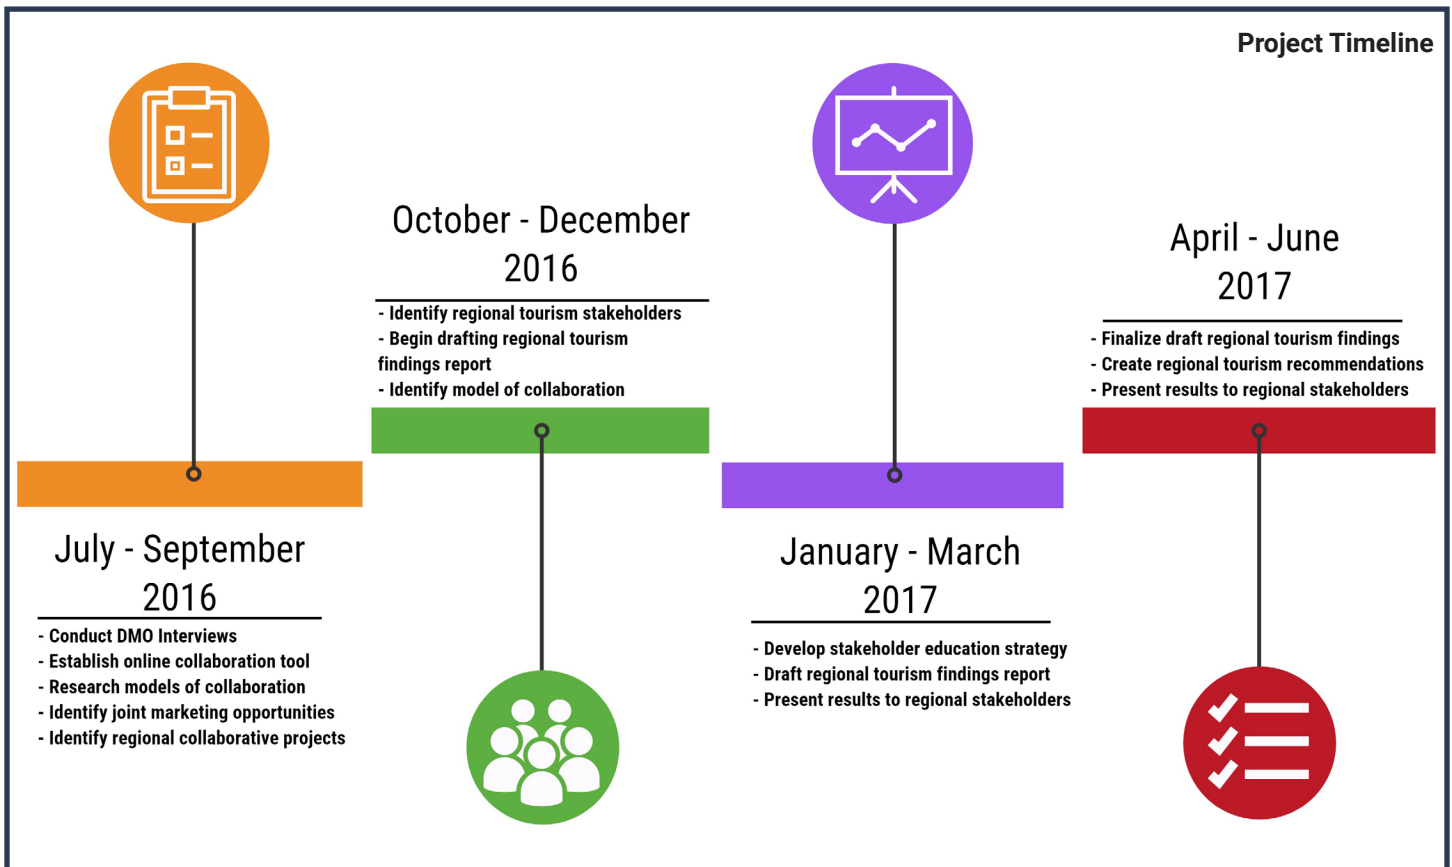 Project Timeline
July - September
2016
- Conduct DMO Interviews
- Establish online collaboration tool
- Research models of collaboration
- Identify joint marketing opportunities
- Identify regional collaborative projects
October - December
2016
- Identify regional tourism stakeholders
- Begin drafting regional tourism
findings report
- Identify model of collaboration
January - March
2017
- Develop stakeholder education strategy
- Draft regional tourism findings report
- Present results to regional stakeholders
April - June
2017
- Finalize draft regional tourism findings
- Create regional tourism recommendations
- Present results to regional stakeholders